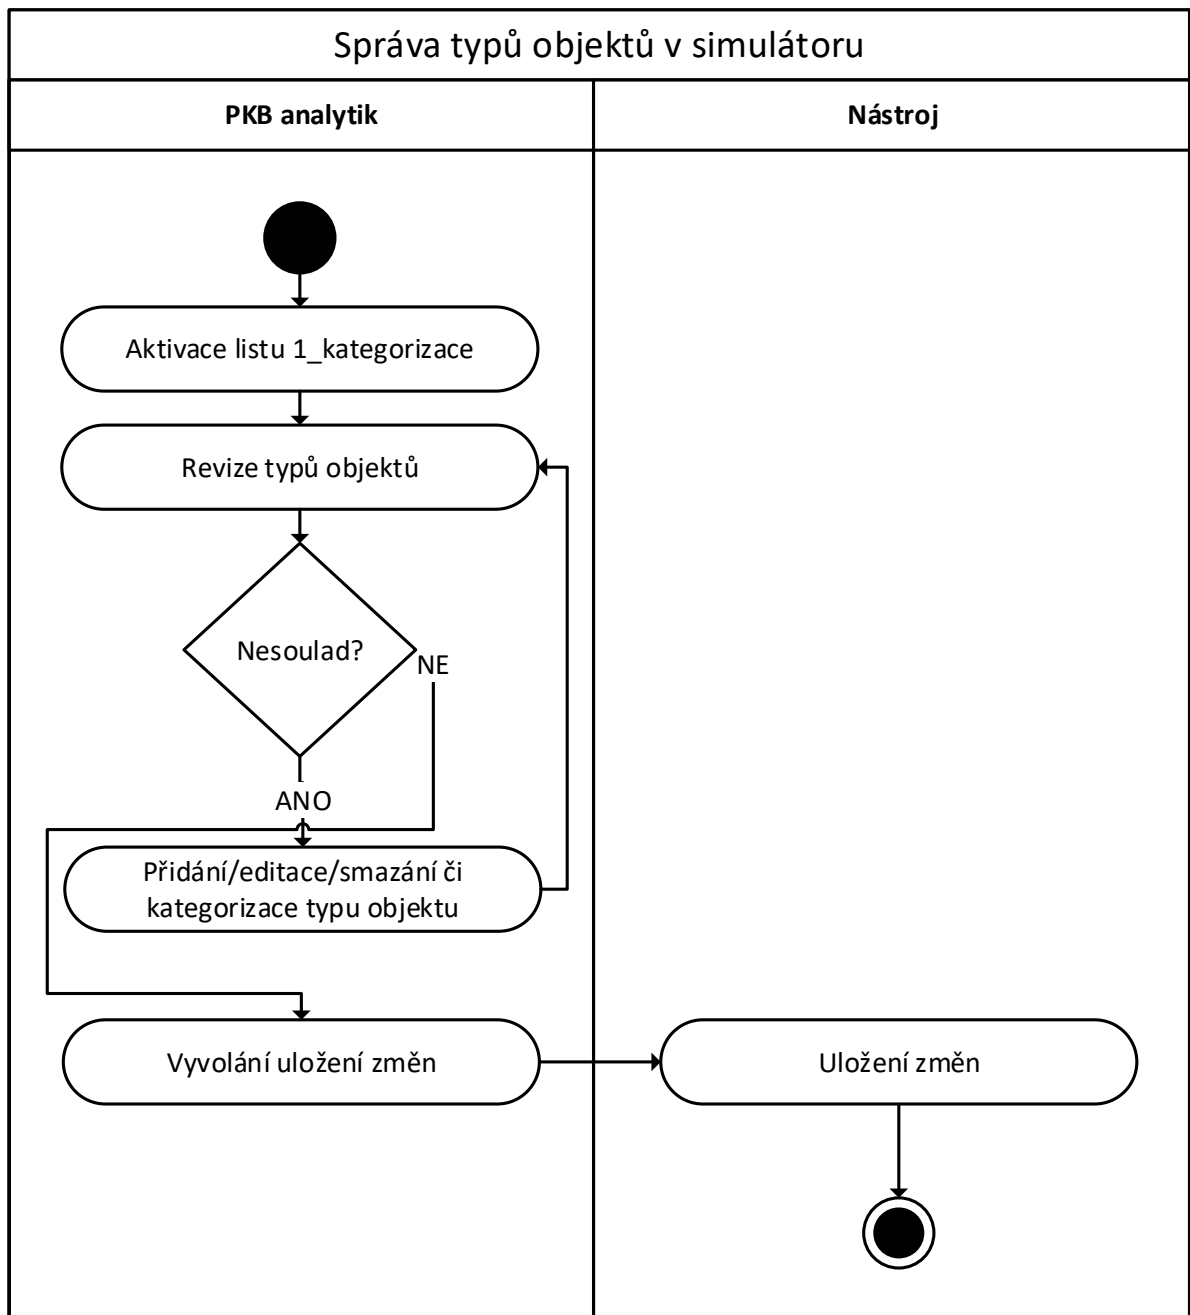 Správa typů objektů v simulátoru
PKB analytik
Nástroj
Aktivace listu 1_kategorizace
Revize typů objektů
Nesoulad?
NE
ANO
Přidání/editace/smazání či
kategorizace typu objektu
Vyvolání uložení změn
Uložení změn